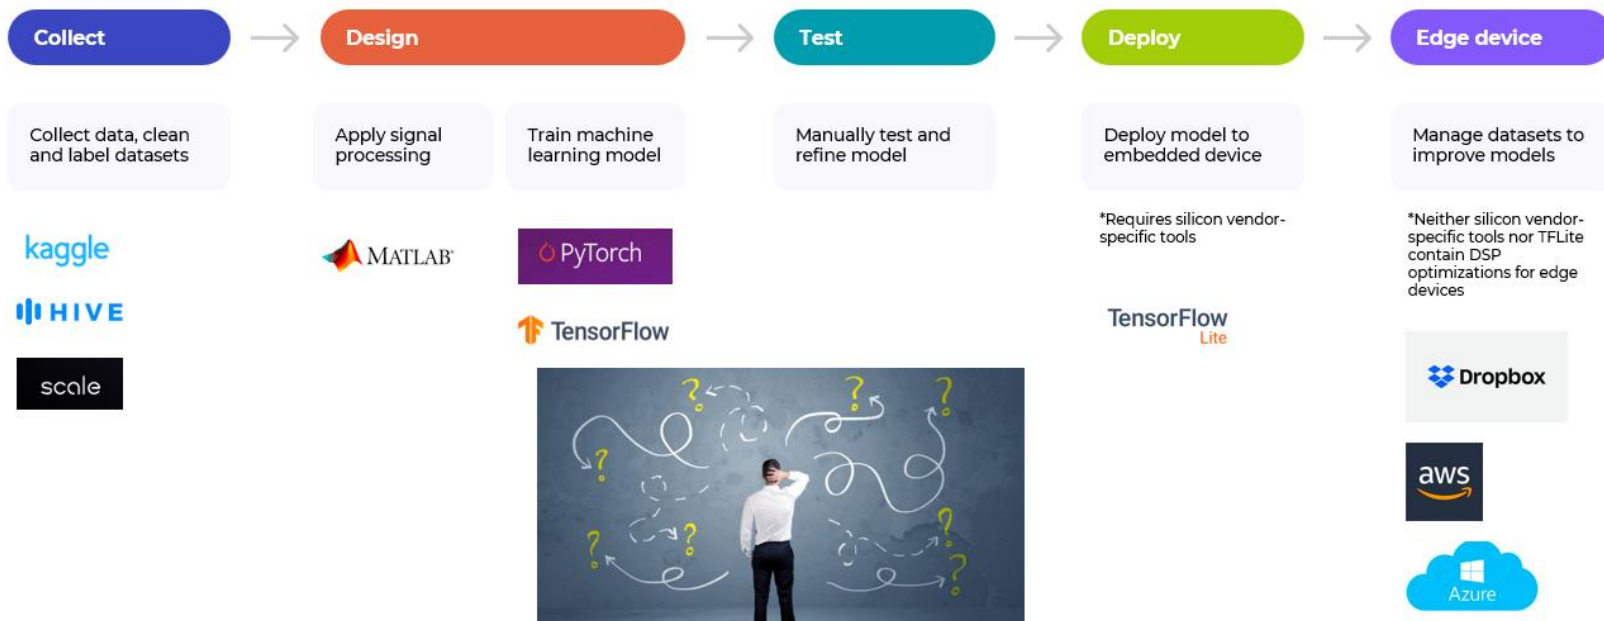 Collect
Design
Test
Deploy
Edge device
Collect data, clean
and label datasets
Apply signal
processing
Train machine
learning model
Manually test and
refine model
Deploy model to
embedded device
Manage datasets to
improve models
*Requires silicon vendor-
specific tools
*Neither silicon vendor-
specific tools nor TFLite
contain DSP
optimizations for edge
devices
kaggle
HIVE
scale
MATLAB®
PyTorch
TensorFlow
? ? ?
?
? ? ?
?
TensorFlow
Lite
Dropbox
aws
Azure